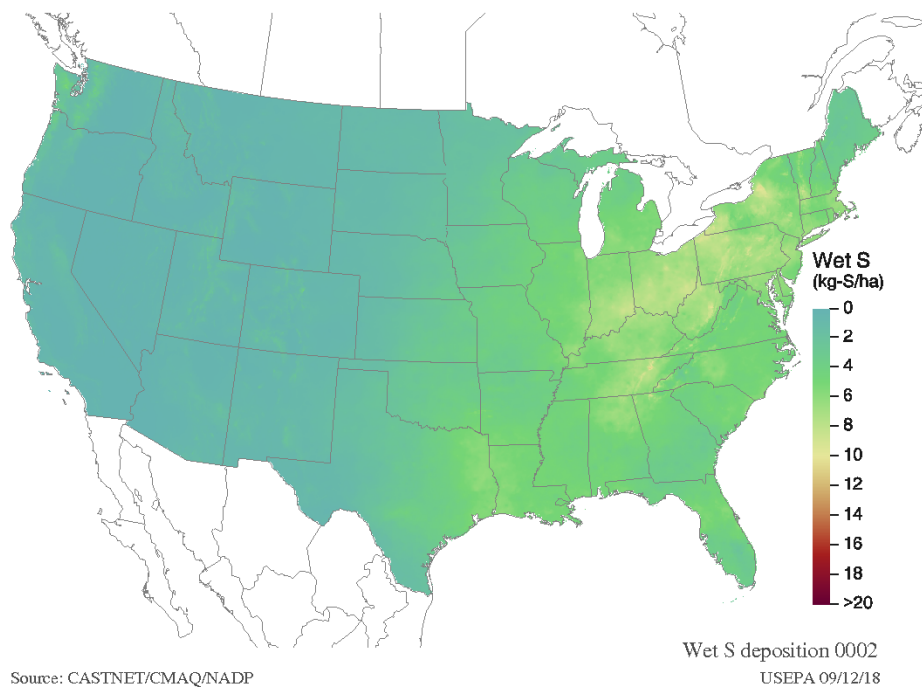 Wet S
(kg-S/ha)
0
2
4
6
8
10
12
14
16
18
>20
Wet S deposition 0002
Source: CASTNET/CMAQ/NADP
USEPA 09/12/18